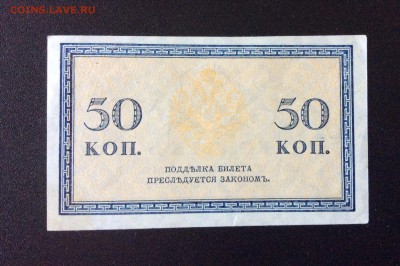 COINS.LAVE.RU
50 50
КОП. КОП.
ПОДДѢЛКА БИЛЕТА
ПРЕСЛѢДУЕТСЯ ЗАКОНОМЪ.